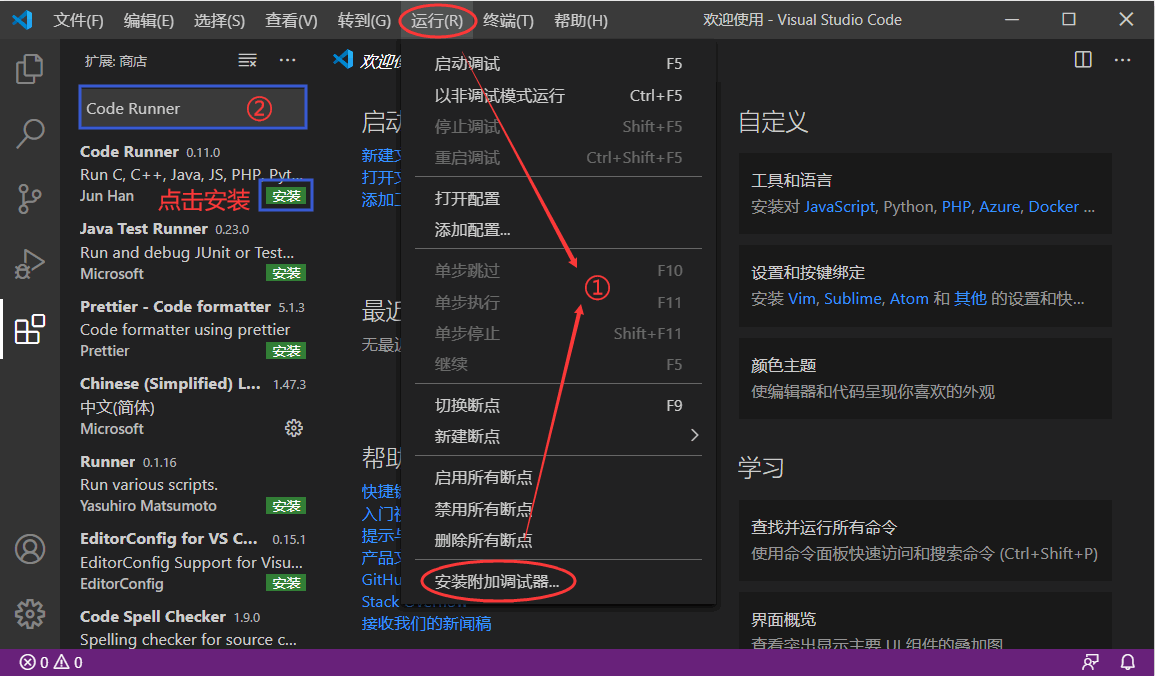 文件(F) 编辑(E) 选择(S) 查看(V) 转到(G) 运行(R) 终端(T) 帮助(H) 欢迎使用 - Visual Studio Code
扩展: 商店
Code Runner ②
Code Runner 0.11.0
Run C, C++, Java, JS, PHP, Pyt...
Jun Han 点击安装 安装
Java Test Runner 0.23.0
Run and debug JUnit or Test...
Microsoft 安装
Prettier - Code formatter 5.1.3
Code formatter using prettier
Prettier 安装
Chinese (Simplified) L... 1.47.3
中文(简体)
Microsoft
Runner 0.1.16
Run various scripts.
Yasuhiro Matsumoto 安装
EditorConfig for VS C... 0.15.1
EditorConfig Support for Visu...
EditorConfig 安装
Code Spell Checker 1.9.0
Spelling checker for source c...
欢迎
启动
新建
打开
添加
最近
无最近
帮助
快捷键
入门
提示与
产品文
GitHu
Stack Overflow
接收我们的新闻稿
启动调试 F5
以非调试模式运行 Ctrl+F5
停止调试 Shift+F5
重启调试 Ctrl+Shift+F5
打开配置
添加配置...
单步跳过 F10
①
单步执行 F11
单步停止 Shift+F11
继续 F5
切换断点 F9
新建断点
启用所有断点
禁用所有断点
删除所有断点
安装附加调试器...
自定义
工具和语言
安装对 JavaScript, Python, PHP, Azure, Docker ...
设置和按键绑定
安装 Vim, Sublime, Atom 和 其他 的设置和快...
颜色主题
使编辑器和代码呈现你喜欢的外观
学习
查找并运行所有命令
使用命令面板快速访问和搜索命令 (Ctrl+Shift+P)
界面概览
查看突出显示主要 UI 组件的叠加图
0 0